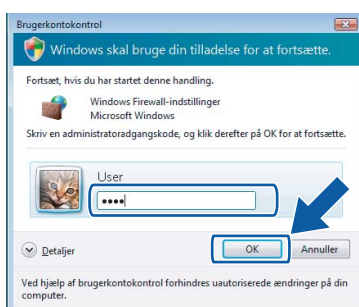 Brugerkontokontrol
Windows skal bruge din tilladelse for at fortsætte.
Fortsæt, hvis du har startet denne handling.
Windows Firewall-indstillinger
Microsoft Windows
Skriv en administratoradgangskode, og klik derefter på OK for at fortsætte.
User
••••
Detaljer
OK
Annuller
Ved hjælp af brugerkontokontrol forhindres uautoriserede ændringer på din
computer.